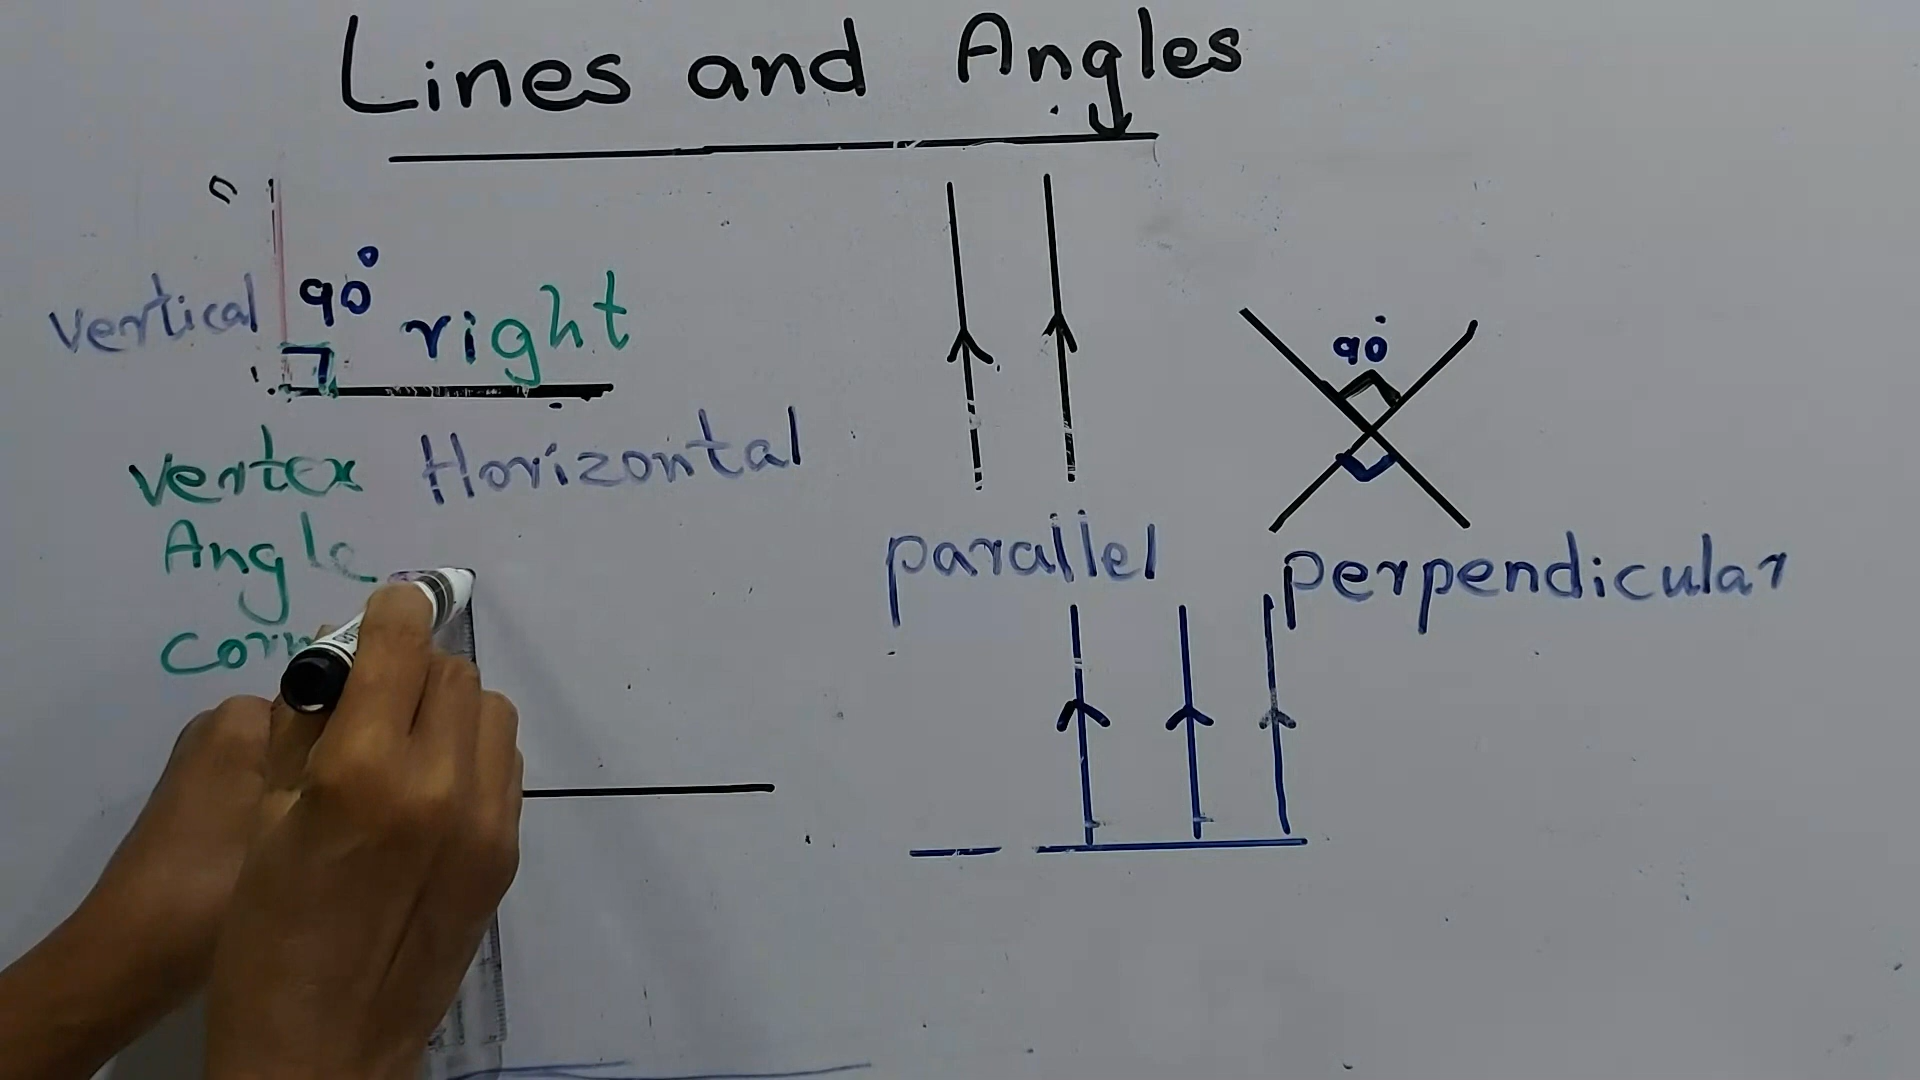 Lines and Angles
90°
vertical
right
vertex
Horizontal
Angle
90°
parallel
perpendicular